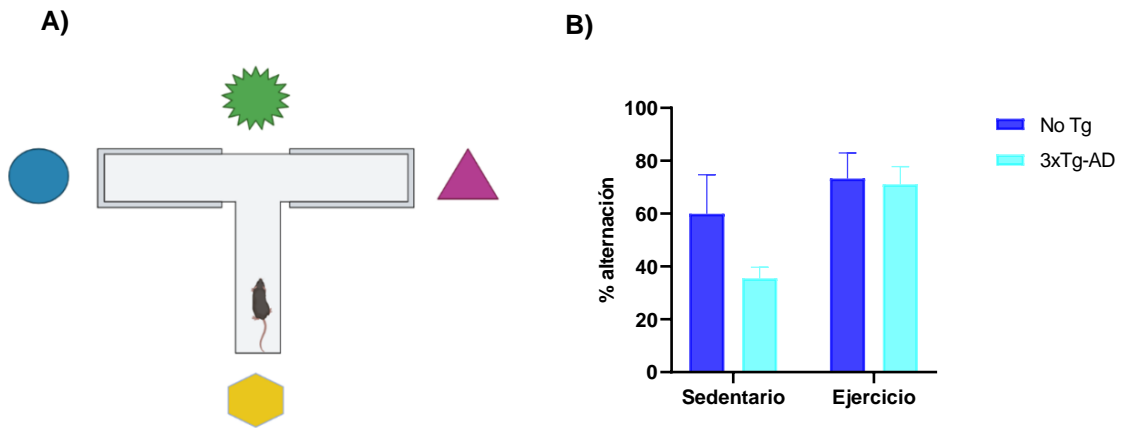 A)
B)
100
80
60
40
20
0
% alternación
Sedentario
Ejercicio
No Tg
3xTg-AD